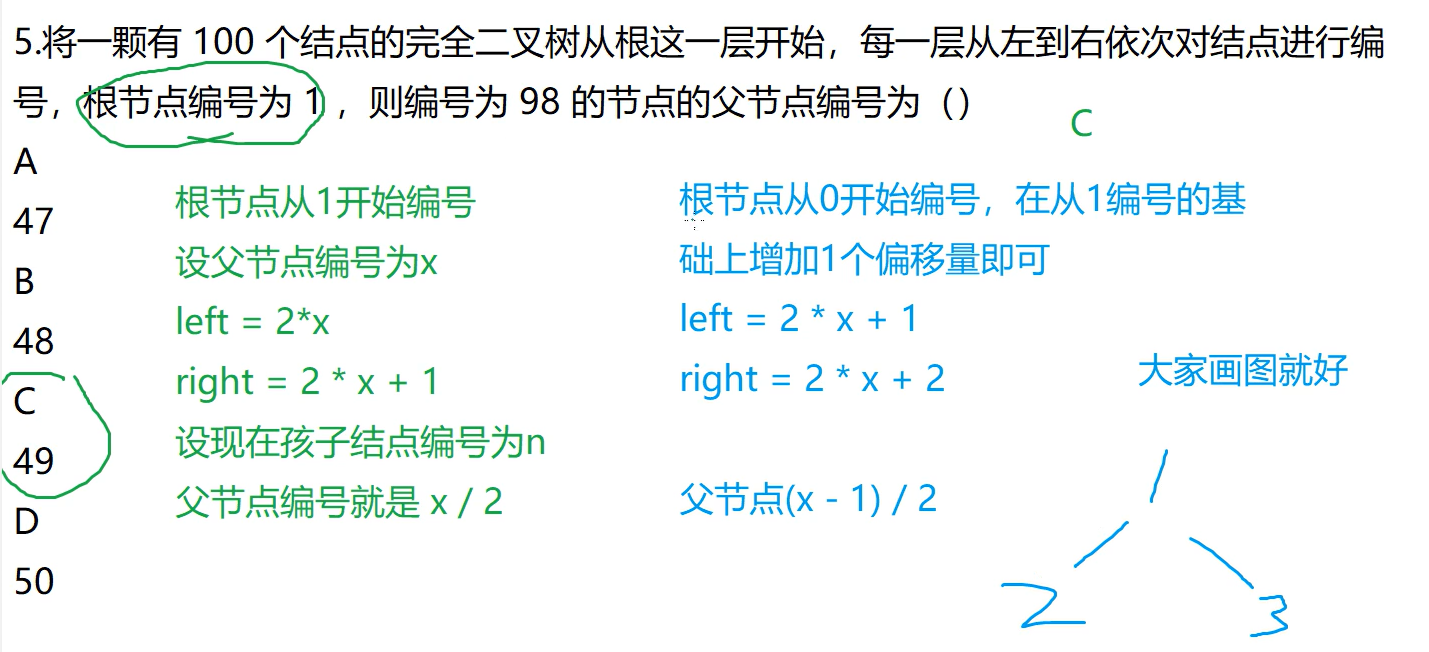 5.将一颗有 100 个结点的完全二叉树从根这一层开始，每一层从左到右依次对结点进行编
号，根节点编号为 1 ，则编号为 98 的节点的父节点编号为（）
C
A
47
B
48
C
49
D
50
根节点从1开始编号
设父节点编号为x
left = 2*x
right = 2 * x + 1
设现在孩子结点编号为n
父节点编号就是 x / 2
根节点从0开始编号，在从1编号的基
础上增加1个偏移量即可
left = 2 * x + 1
right = 2 * x + 2
父节点(x - 1) / 2
大家画图就好
1
2
3